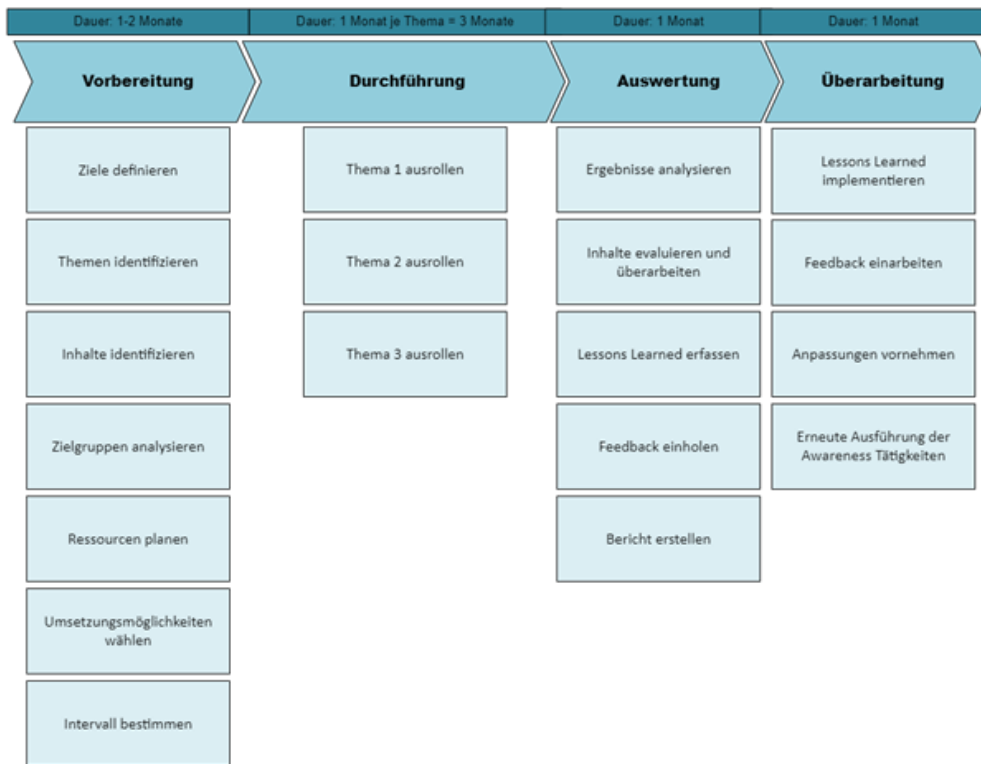 Dauer: 1-2 Monate
Dauer: 1 Monat je Thema = 3 Monate
Dauer: 1 Monat
Dauer: 1 Monat
Vorbereitung
Durchführung
Auswertung
Überarbeitung
Ziele definieren
Themen identifizieren
Inhalte identifizieren
Zielgruppen analysieren
Ressourcen planen
Umsetzungsmöglichkeiten
wählen
Intervall bestimmen
Thema 1 ausrollen
Thema 2 ausrollen
Thema 3 ausrollen
Ergebnisse analysieren
Inhalte evaluieren und
überarbeiten
Lessons Learned erfassen
Feedback einholen
Bericht erstellen
Lessons Learned
implementieren
Feedback einarbeiten
Anpassungen vornehmen
Erneute Ausführung der
Awareness Tätigkeiten